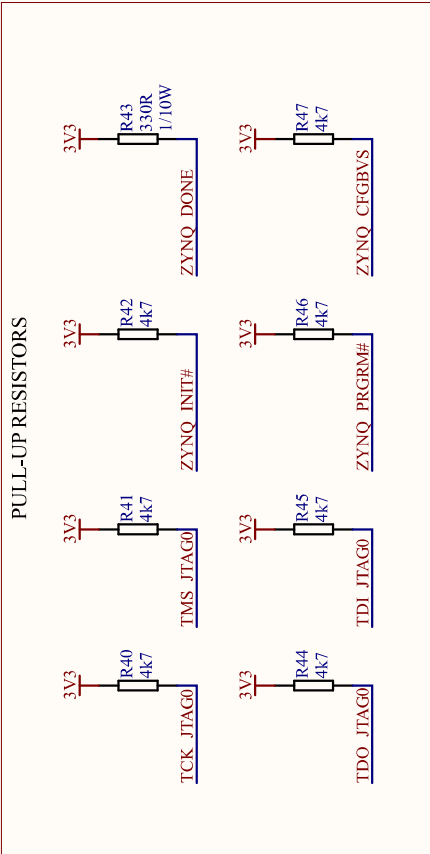 PULL-UP RESISTORS
3V3
R40
4k7
TCK_JTAG0
3V3
R41
4k7
TMS_JTAG0
3V3
R42
4k7
ZYNQ_INIT#
3V3
R43
330R
1/10W
ZYNQ_DONE
3V3
R44
4k7
TDO_JTAG0
3V3
R45
4k7
TDI_JTAG0
3V3
R46
4k7
ZYNQ_PRGRM#
3V3
R47
4k7
ZYNQ_CFGBVS